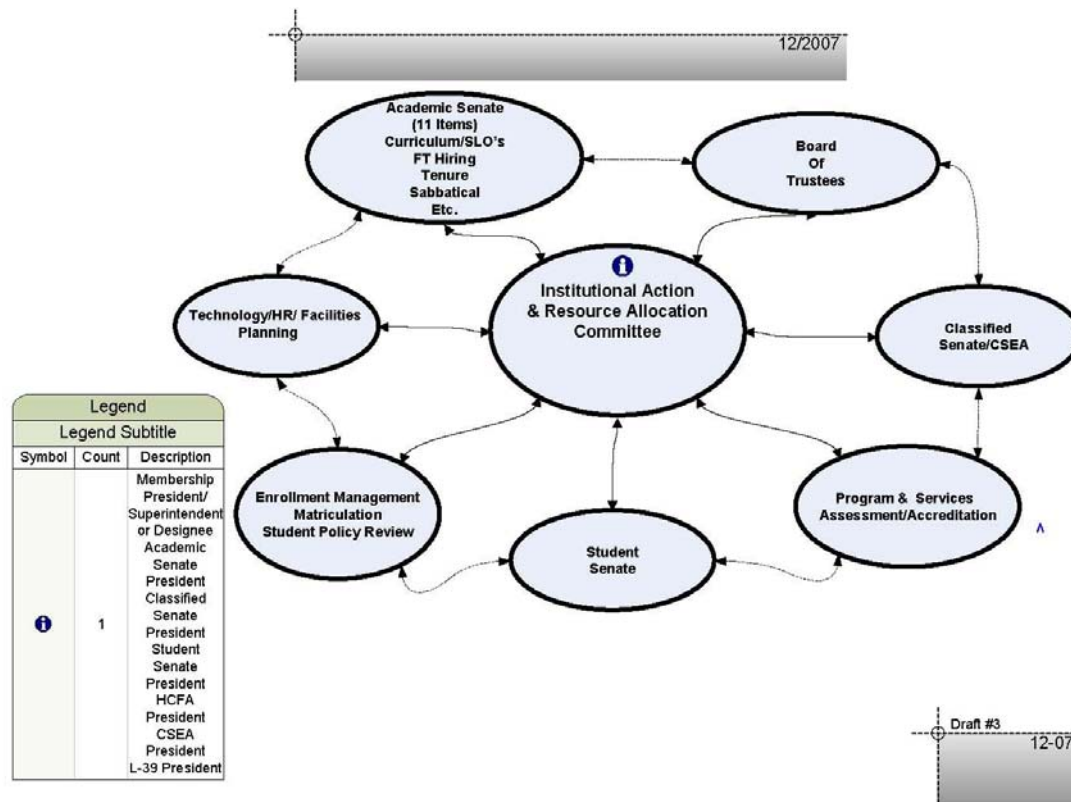 12/2007
Academic Senate
(11 Items)
Curriculum/SLO's
FT Hiring
Tenure
Sabbatical
Etc.
Board
Of
Trustees
Institutional Action
& Resource Allocation
Committee
Technology/HR/ Facilities
Planning
Classified
Senate/CSEA
Enrollment Management
Matriculation
Student Policy Review
Student
Senate
Program & Services
Assessment/Accreditation
^
Legend
Legend Subtitle
Symbol Count Description
1
Membership
President/
Superintendent
or Designee
Academic
Senate
President
Classified
Senate
President
Student
Senate
President
HCFA
President
CSEA
President
L-39 President
Draft #3
12-07